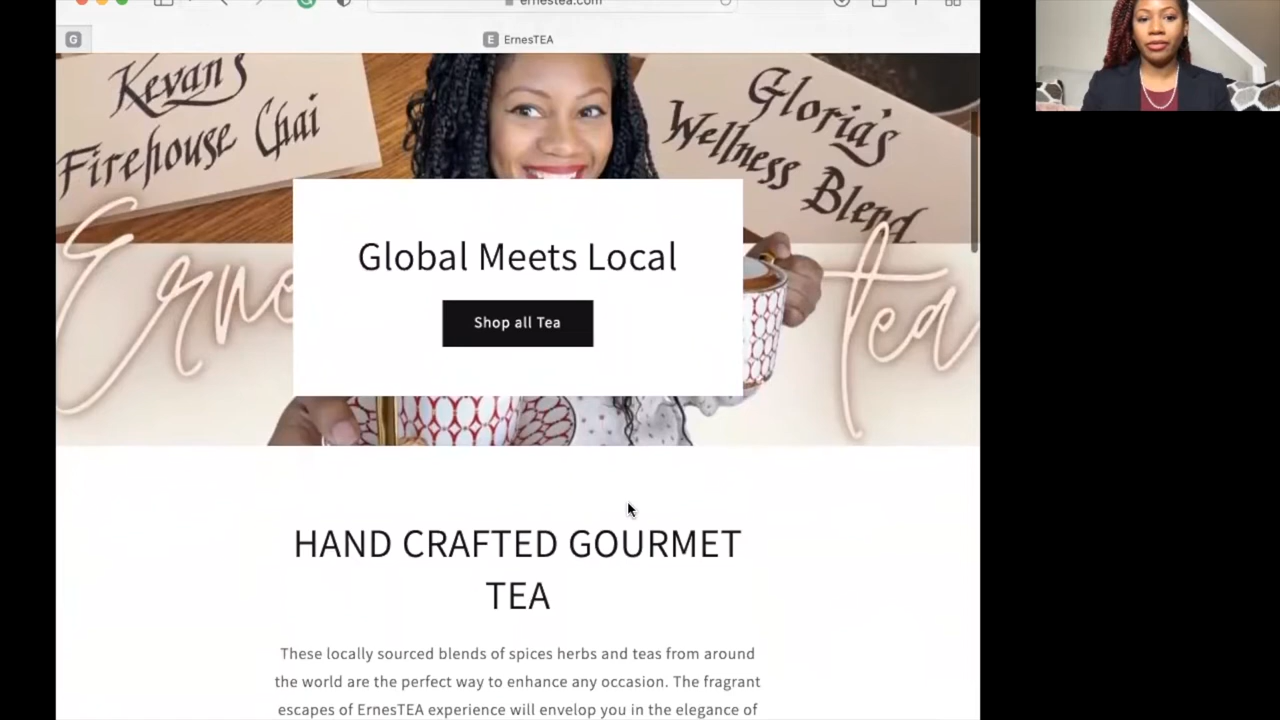 ernestea.com
G
E ErnesTEA
Kevan's
Firehouse Chai
Gloria's
Wellness Blend
Erne
tea
Global Meets Local
Shop all Tea
HAND CRAFTED GOURMET
TEA
These locally sourced blends of spices herbs and teas from around
the world are the perfect way to enhance any occasion. The fragrant
escapes of ErnesTEA experience will envelop you in the elegance of